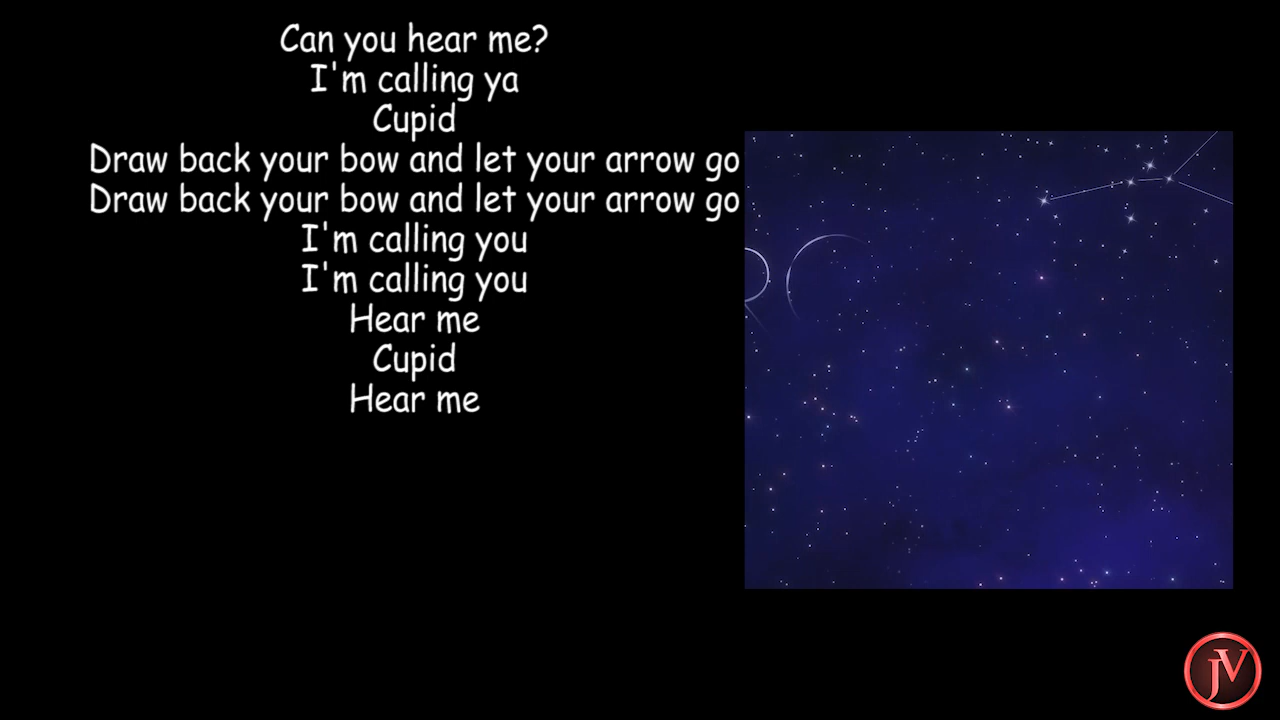 Can you hear me?
I'm calling ya
Cupid
Draw back your bow and let your arrow go
Draw back your bow and let your arrow go
I'm calling you
I'm calling you
Hear me
Cupid
Hear me
JV